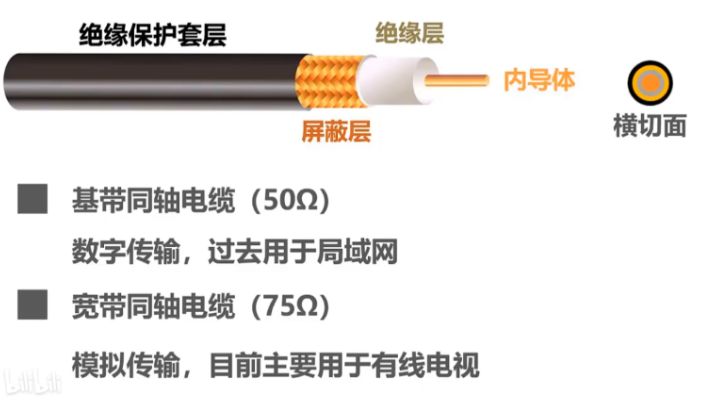 绝缘保护套层
绝缘层
内导体
屏蔽层
横切面
基带同轴电缆（50Ω）
数字传输，过去用于局域网
宽带同轴电缆（75Ω）
模拟传输，目前主要用于有线电视
bilibili